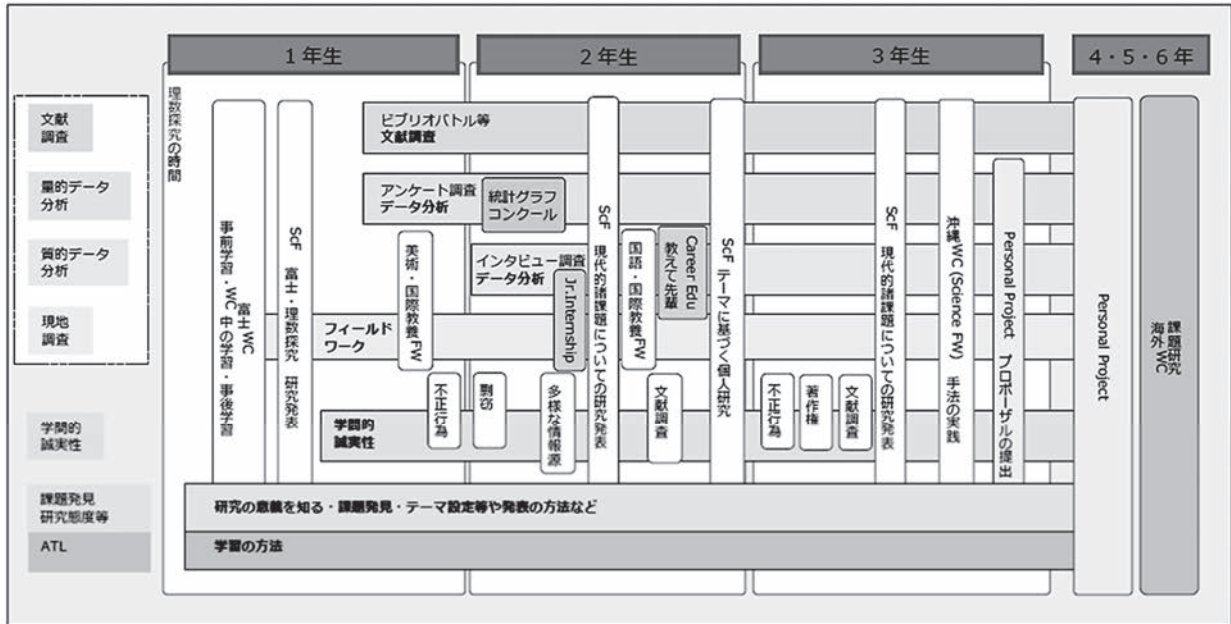 1年生
2年生
3年生
4・5・6年
文献
調査
量的データ
分析
質的データ
分析
現地
調査
学問的
誠実性
課題発見
研究態度等
ATL
理数探究の時間
富士WC
事前学習・WC中の学習・事後学習
ScF 富士・理数探究 研究発表
ビブリオバトル等
文献調査
アンケート調査
データ分析
統計グラフ
コンクール
インタビュー調査
データ分析
フィールド
ワーク
美術・国際教養FW
不正行為
剽窃
Jr.Internship
多様な情報源
学問的
誠実性
ScF 現代的諸課題についての研究発表
国語・国際教養FW
Career Edu
教えて先輩
文献調査
ScF テーマに基づく個人研究
不正行為
著作権
文献調査
ScF 現代的諸課題についての研究発表
沖縄WC (Science FW) 手法の実践
Personal Project プロポーザルの提出
Personal Project
課題研究
海外WC
研究の意義を知る・課題発見・テーマ設定等や発表の方法など
学習の方法